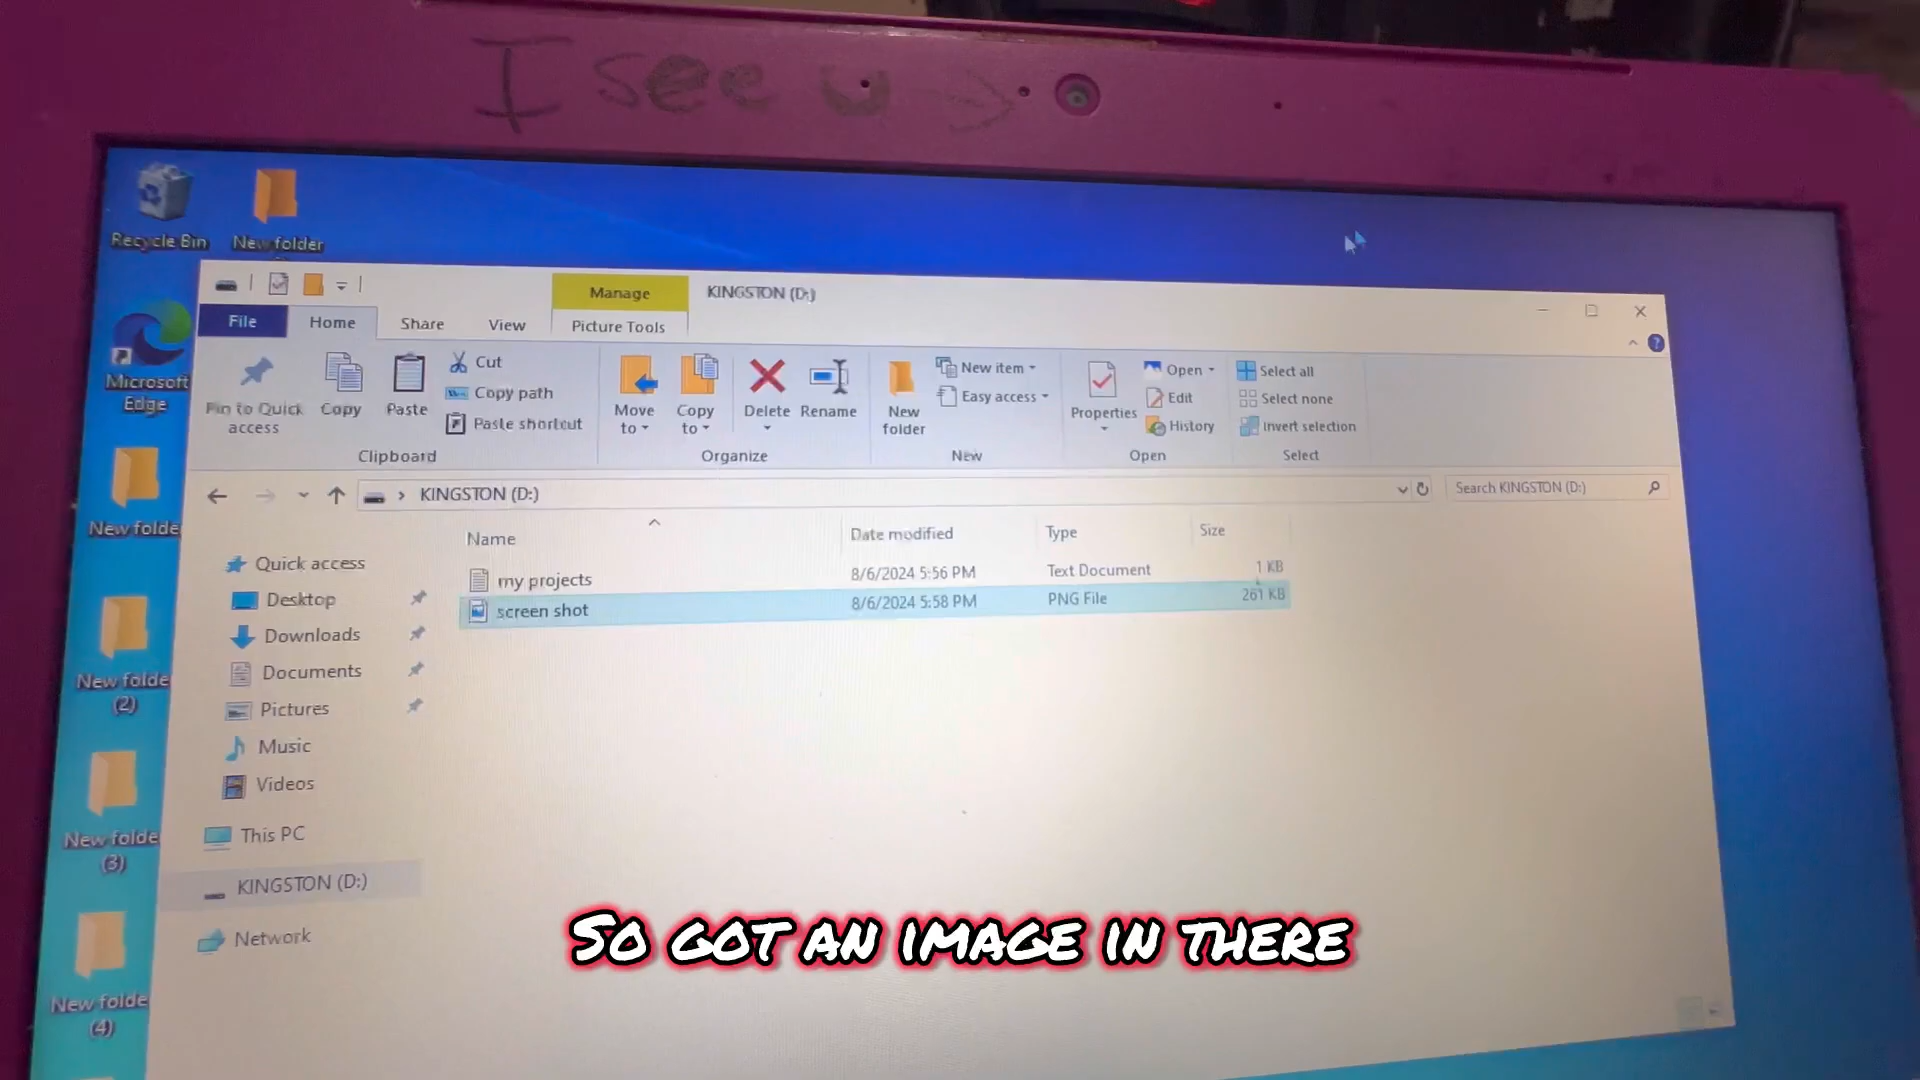 I see u →
Recycle Bin
New folder
Manage
KINGSTON (D:)
File
Home
Share
View
Picture Tools
Microsoft
Edge
Pin to Quick
access
Copy
Paste
Cut
Copy path
Paste shortcut
Clipboard
Move
to
Copy
to
Delete
Rename
Organize
New
folder
New item
Easy access
New
Properties
Open
Edit
History
Open
Select all
Select none
Invert selection
Select
KINGSTON (D:)
Search KINGSTON (D:)
Name
Date modified
Type
Size
my projects
8/6/2024 5:56 PM
Text Document
1 KB
screen shot
8/6/2024 5:58 PM
PNG File
261 KB
Quick access
Desktop
Downloads
Documents
Pictures
Music
Videos
This PC
KINGSTON (D:)
Network
New folde
New folde
(2)
New folde
(3)
New folde
(4)
So got an image in there